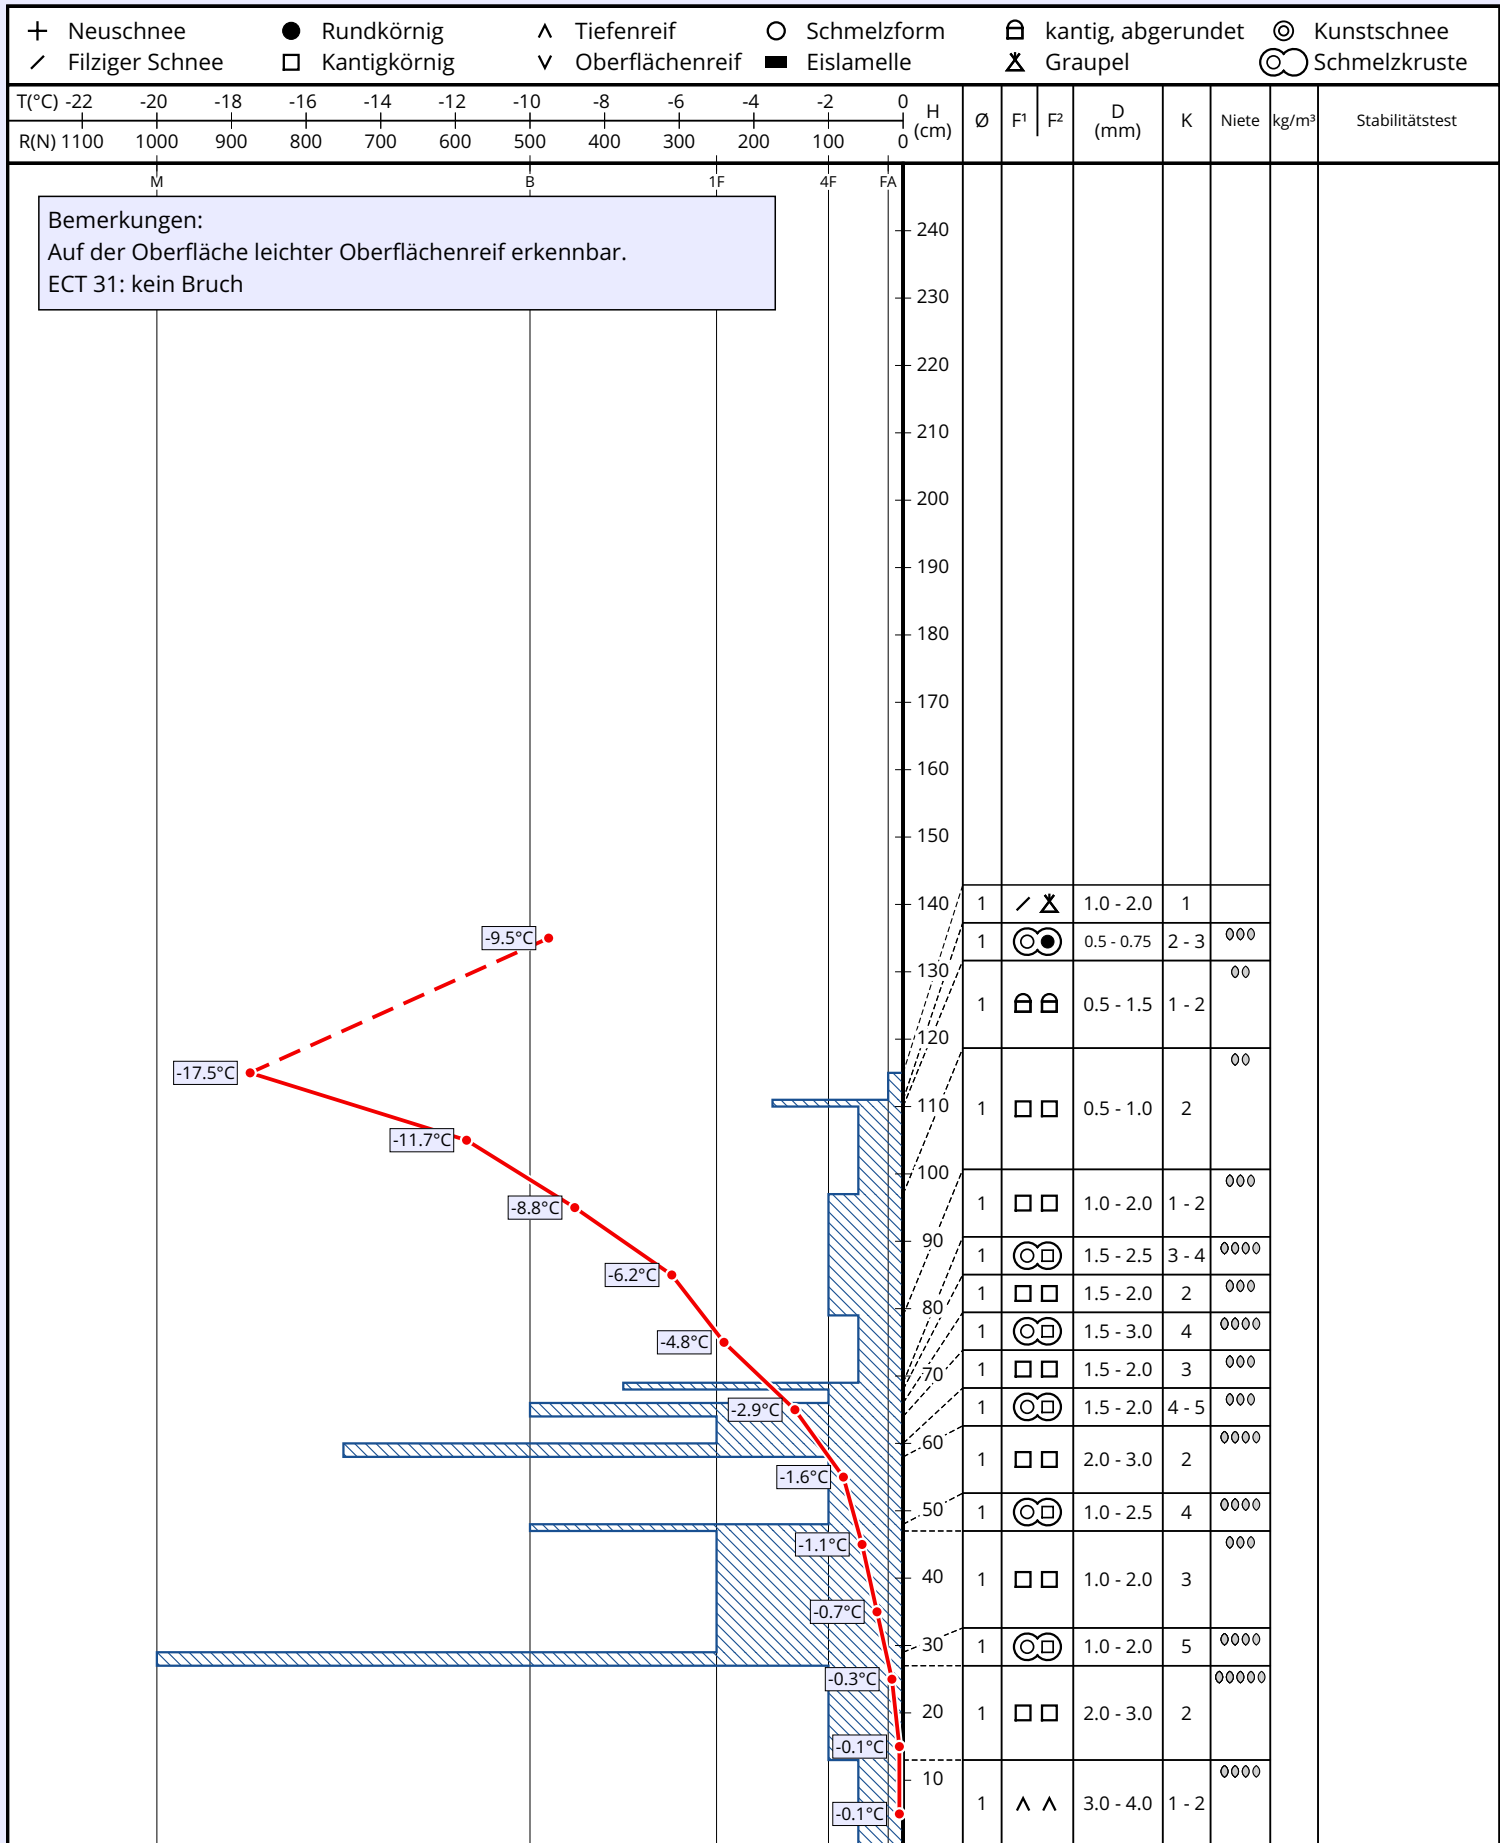 Neuschnee Rundkörnig Tiefenreif Schmelzform kantig, abgerundet Kunstschnee
Filziger Schnee Kantigkörnig Oberflächenreif Eislamelle Graupel Schmelzkruste
T(°C) -22 -20 -18 -16 -14 -12 -10 -8 -6 -4 -2 0
R(N) 1100 1000 900 800 700 600 500 400 300 200 100 0
H (cm) Ø F¹ F² D (mm) K Niete kg/m³ Stabilitätstest
M B 1F 4F FA
Bemerkungen:
Auf der Oberfläche leichter Oberflächenreif erkennbar.
ECT 31: kein Bruch
240
230
220
210
200
190
180
170
160
150
140 1 1.0 - 2.0 1
-9.5°C 1 0.5 - 0.75 2 - 3
130
1 0.5 - 1.5 1 - 2
120
-17.5°C
110 1 0.5 - 1.0 2
-11.7°C
100
-8.8°C 1 1.0 - 2.0 1 - 2
90
1 1.5 - 2.5 3 - 4
-6.2°C
1 1.5 - 2.0 2
80
1 1.5 - 3.0 4
-4.8°C
70 1 1.5 - 2.0 3
-2.9°C 1 1.5 - 2.0 4 - 5
60
1 2.0 - 3.0 2
-1.6°C
50 1 1.0 - 2.5 4
-1.1°C
40 1 1.0 - 2.0 3
-0.7°C
30 1 1.0 - 2.0 5
-0.3°C
20 1 2.0 - 3.0 2
-0.1°C
10
1 3.0 - 4.0 1 - 2
-0.1°C